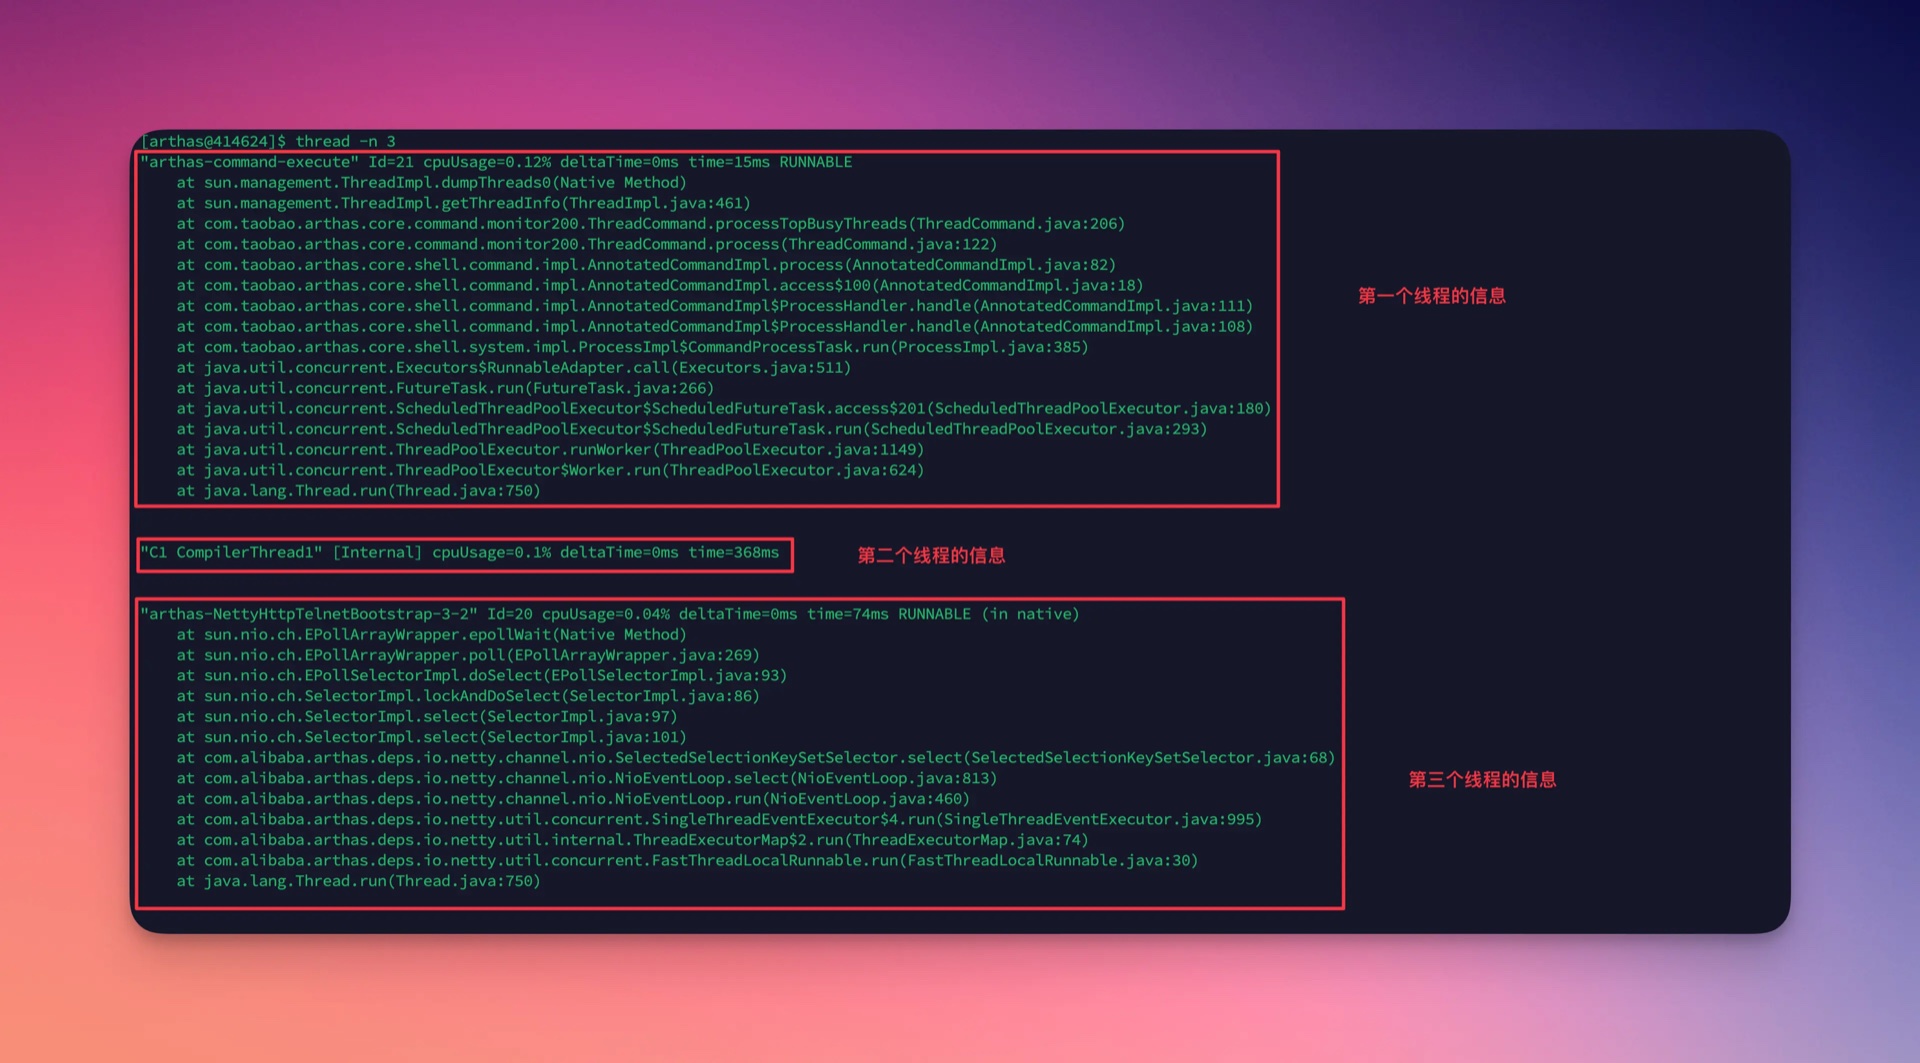 [arthas@414624]$ thread -n 3
"arthas-command-execute" Id=21 cpuUsage=0.12% deltaTime=0ms time=15ms RUNNABLE
at sun.management.ThreadImpl.dumpThreads0(Native Method)
at sun.management.ThreadImpl.getThreadInfo(ThreadImpl.java:461)
at com.taobao.arthas.core.command.monitor200.ThreadCommand.processTopBusyThreads(ThreadCommand.java:206)
at com.taobao.arthas.core.command.monitor200.ThreadCommand.process(ThreadCommand.java:122)
at com.taobao.arthas.core.shell.command.impl.AnnotatedCommandImpl.process(AnnotatedCommandImpl.java:82)
at com.taobao.arthas.core.shell.command.impl.AnnotatedCommandImpl.access$100(AnnotatedCommandImpl.java:18)
at com.taobao.arthas.core.shell.command.impl.AnnotatedCommandImpl$ProcessHandler.handle(AnnotatedCommandImpl.java:111)
at com.taobao.arthas.core.shell.command.impl.AnnotatedCommandImpl$ProcessHandler.handle(AnnotatedCommandImpl.java:108)
at com.taobao.arthas.core.shell.system.impl.ProcessImpl$CommandProcessTask.run(ProcessImpl.java:385)
at java.util.concurrent.Executors$RunnableAdapter.call(Executors.java:511)
at java.util.concurrent.FutureTask.run(FutureTask.java:266)
at java.util.concurrent.ScheduledThreadPoolExecutor$ScheduledFutureTask.access$201(ScheduledThreadPoolExecutor.java:180)
at java.util.concurrent.ScheduledThreadPoolExecutor$ScheduledFutureTask.run(ScheduledThreadPoolExecutor.java:293)
at java.util.concurrent.ThreadPoolExecutor.runWorker(ThreadPoolExecutor.java:1149)
at java.util.concurrent.ThreadPoolExecutor$Worker.run(ThreadPoolExecutor.java:624)
at java.lang.Thread.run(Thread.java:750)
第一个线程的信息
"C1 CompilerThread1" [Internal] cpuUsage=0.1% deltaTime=0ms time=368ms
第二个线程的信息
"arthas-NettyHttpTelnetBootstrap-3-2" Id=20 cpuUsage=0.04% deltaTime=0ms time=74ms RUNNABLE (in native)
at sun.nio.ch.EPollArrayWrapper.epollWait(Native Method)
at sun.nio.ch.EPollArrayWrapper.poll(EPollArrayWrapper.java:269)
at sun.nio.ch.EPollSelectorImpl.doSelect(EPollSelectorImpl.java:93)
at sun.nio.ch.SelectorImpl.lockAndDoSelect(SelectorImpl.java:86)
at sun.nio.ch.SelectorImpl.select(SelectorImpl.java:97)
at sun.nio.ch.SelectorImpl.select(SelectorImpl.java:101)
at com.alibaba.arthas.deps.io.netty.channel.nio.SelectedSelectionKeySetSelector.select(SelectedSelectionKeySetSelector.java:68)
at com.alibaba.arthas.deps.io.netty.channel.nio.NioEventLoop.select(NioEventLoop.java:813)
at com.alibaba.arthas.deps.io.netty.channel.nio.NioEventLoop.run(NioEventLoop.java:460)
at com.alibaba.arthas.deps.io.netty.util.concurrent.SingleThreadEventExecutor$4.run(SingleThreadEventExecutor.java:995)
at com.alibaba.arthas.deps.io.netty.util.internal.ThreadExecutorMap$2.run(ThreadExecutorMap.java:74)
at com.alibaba.arthas.deps.io.netty.util.concurrent.FastThreadLocalRunnable.run(FastThreadLocalRunnable.java:30)
at java.lang.Thread.run(Thread.java:750)
第三个线程的信息